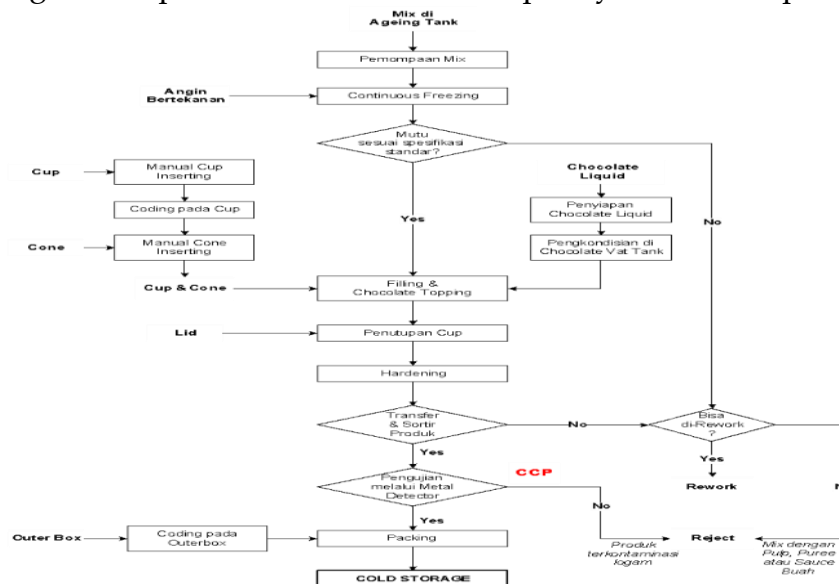 Mix di
Ageing Tank
Pemompaan Mix
Angin
Bertekanan
Continuous Freezing
Mutu
sesuai spesifikasi
standar?
Cup
Manual Cup
Inserting
Chocolate
Liquid
Coding pada Cup
Yes
Penyiapan
Chocolate Liquid
No
Cone
Manual Cone
Inserting
Pengkondisian di
Chocolate Vat Tank
Cup & Cone
Filling &
Chocolate Topping
Lid
Penutupan Cup
Hardening
Transfer
& Sortir
Produk
No
Bisa
di-Rework
?
Yes
Yes
CCP
Pengujian
melalui Metal
Detector
Rework
No
Yes
Outer Box
Coding pada
Outerbox
Packing
Produk
terkontaminasi
logam
Reject
Mix dengan
Pulp, Puree
atau Sauce
Buah
COLD STORAGE